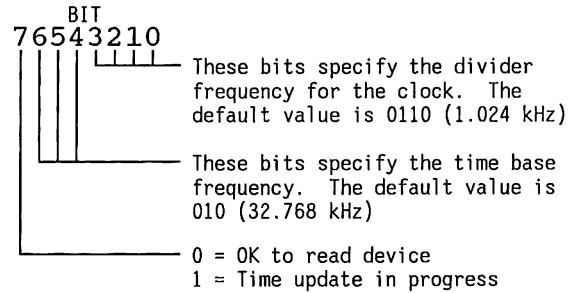 BIT
76543210
These bits specify the divider
frequency for the clock. The
default value is 0110 (1.024 kHz)
These bits specify the time base
frequency. The default value is
010 (32.768 kHz)
0 = OK to read device
1 = Time update in progress